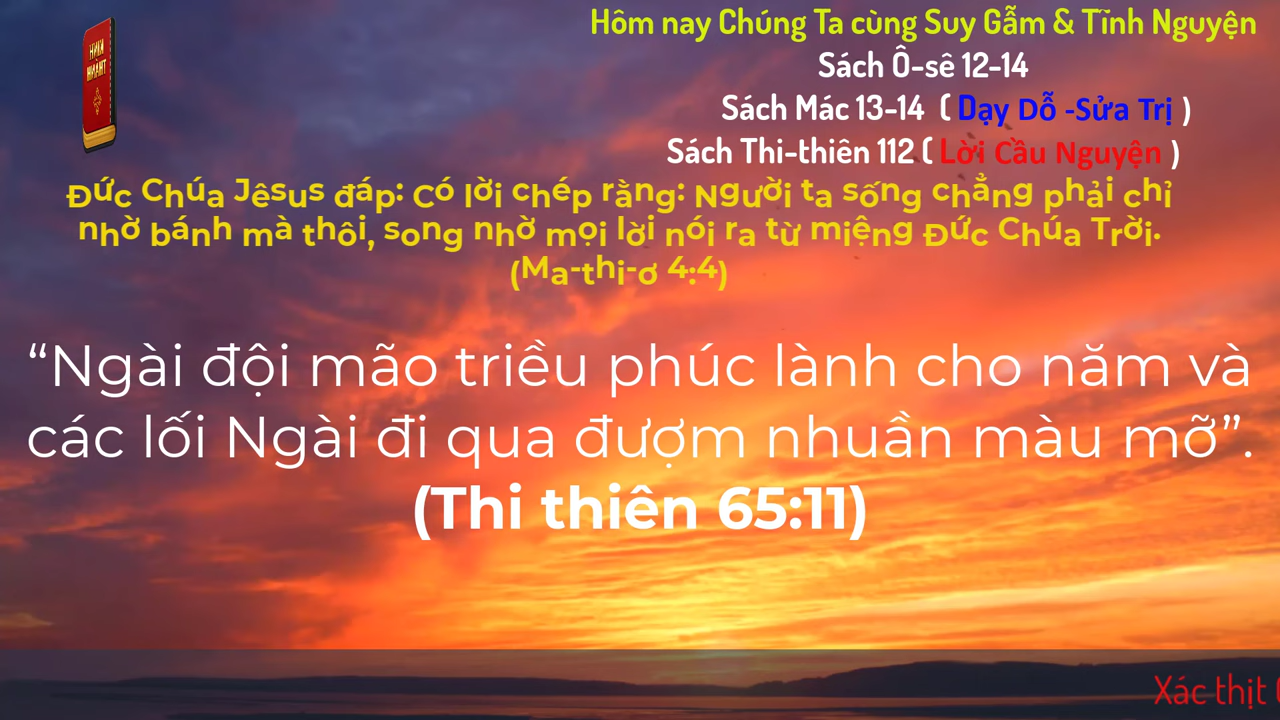 Hôm nay Chúng Ta cùng Suy Gẫm & Tĩnh Nguyện
Sách Ô-sê 12-14
Sách Mác 13-14 ( Dạy Dỗ -Sửa Trị )
Sách Thi-thiên 112 ( Lời Cầu Nguyện )
Đức Chúa Jêsus đáp: Có lời chép rằng: Người ta sống chẳng phải chỉ
nhờ bánh mà thôi, song nhờ mọi lời nói ra từ miệng Đức Chúa Trời.
(Ma-thi-ơ 4:4)
“Ngài đội mão triều phúc lành cho năm và
các lối Ngài đi qua đượm nhuần màu mỡ”.
(Thi thiên 65:11)
Xác thịt